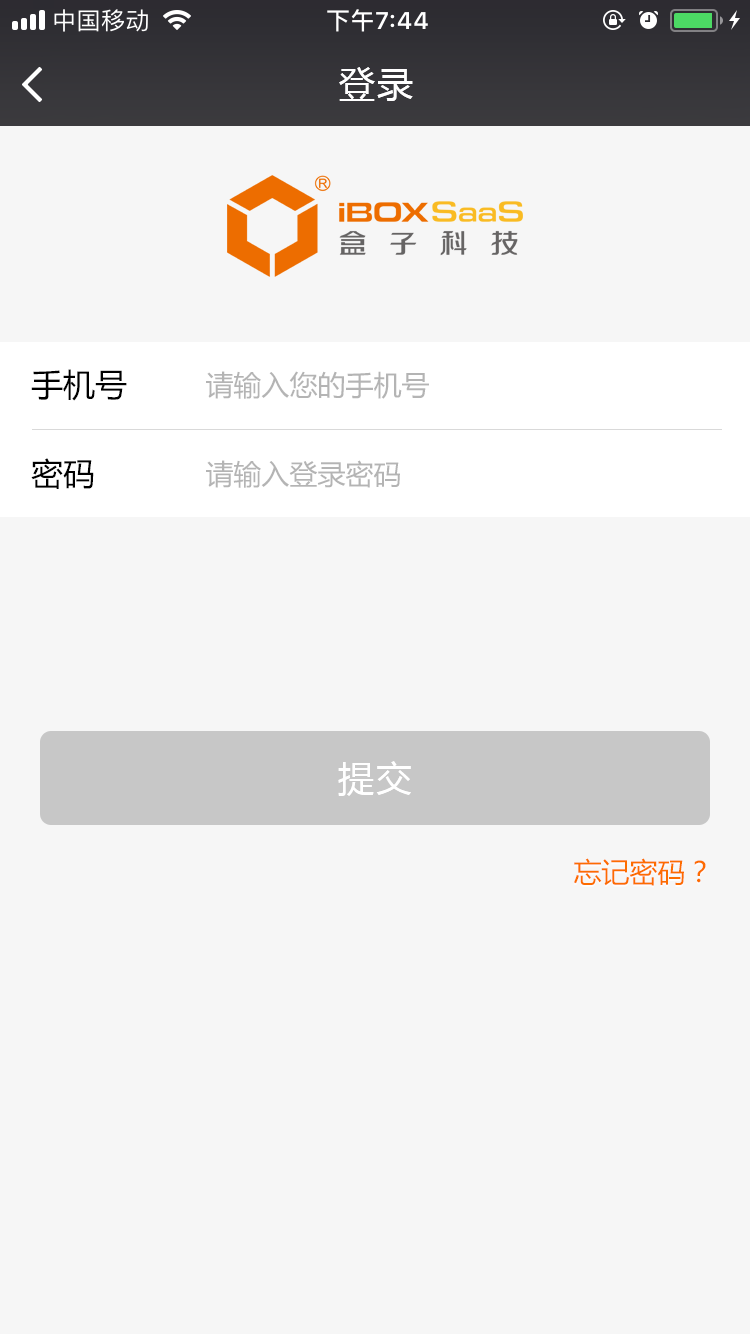 中国移动 下午7:44
登录
®
iBOXSaaS
盒子科技
手机号 请输入您的手机号
密码 请输入登录密码
提交
忘记密码？